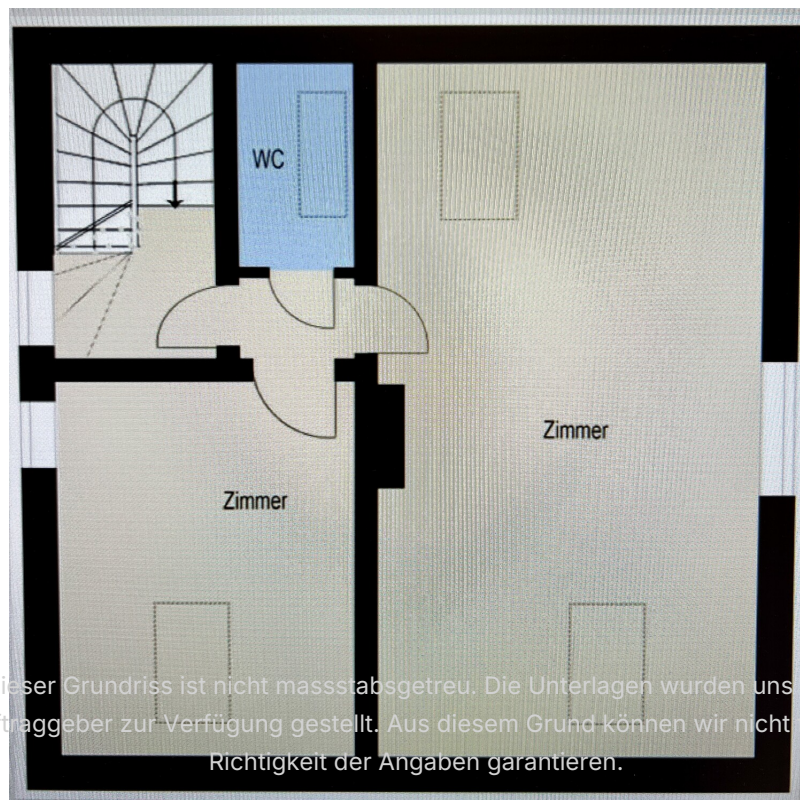 WC
Zimmer
Zimmer
ieser Grundriss ist nicht massstabsgetreu. Die Unterlagen wurden uns
ftraggeber zur Verfügung gestellt. Aus diesem Grund können wir nicht
Richtigkeit der Angaben garantieren.